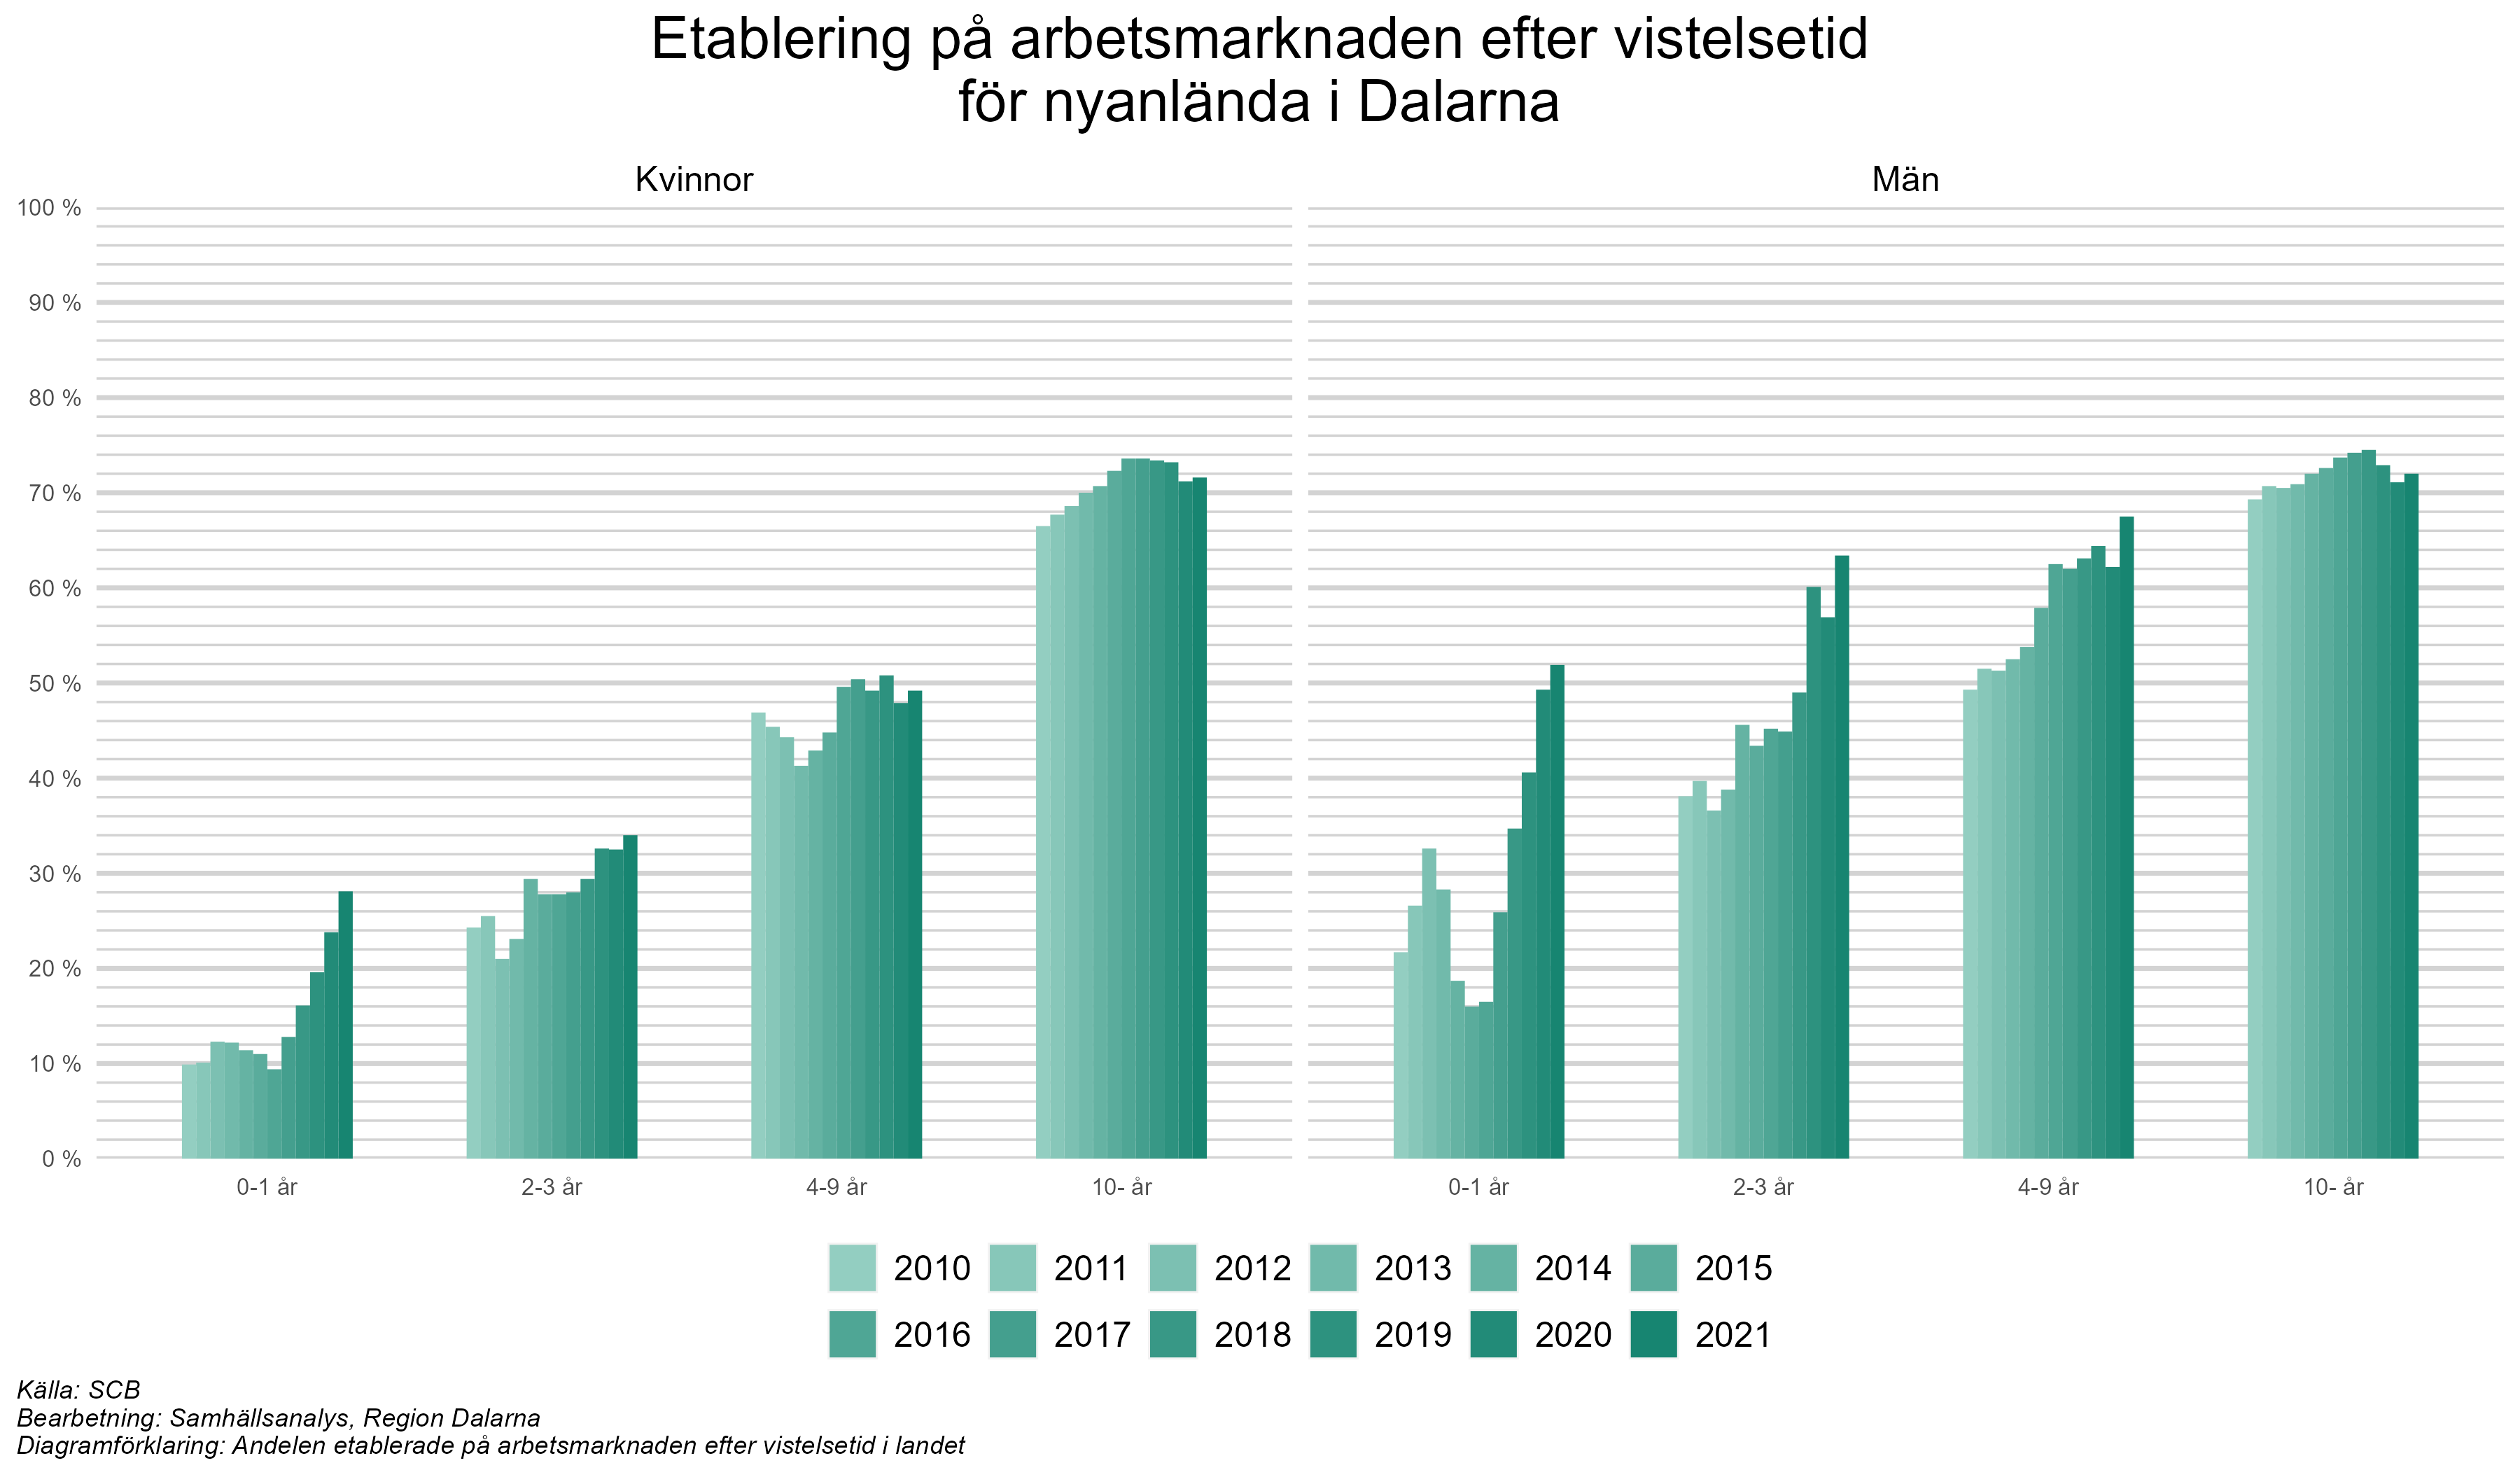 Etablering på arbetsmarknaden efter vistelsetid
för nyanlända i Dalarna
Kvinnor
Män
100 %
90 %
80 %
70 %
60 %
50 %
40 %
30 %
20 %
10 %
0 %
0-1 år
2-3 år
4-9 år
10- år
0-1 år
2-3 år
4-9 år
10- år
2010
2011
2012
2013
2014
2015
2016
2017
2018
2019
2020
2021
Källa: SCB
Bearbetning: Samhällsanalys, Region Dalarna
Diagramförklaring: Andelen etablerade på arbetsmarknaden efter vistelsetid i landet